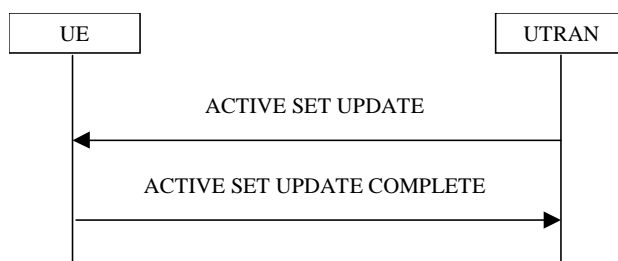 UE
UTRAN
ACTIVE SET UPDATE
ACTIVE SET UPDATE COMPLETE